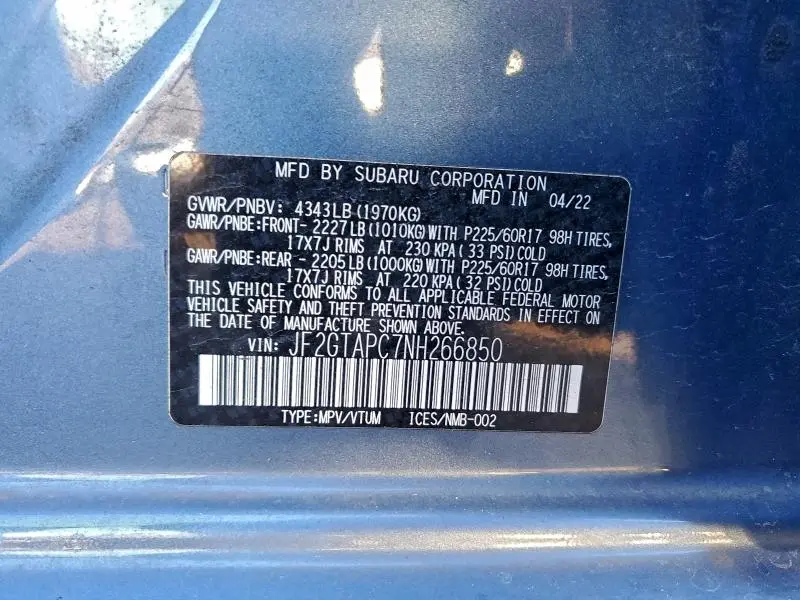 MFD BY SUBARU CORPORATION
MFD IN 04/22
GVWR/PNBV: 4343LB(1970KG)
GAWR/PNBE:FRONT- 2227LB(1010KG)WITH P225/60R17 98H TIRES,
17X7J RIMS AT 230 KPA( 33 PSI)COLD
GAWR/PNBE:REAR - 2205LB(1000KG)WITH P225/60R17 98H TIRES,
17X7J RIMS AT 220 KPA( 32 PSI)COLD
THIS VEHICLE CONFORMS TO ALL APPLICABLE FEDERAL MOTOR
VEHICLE SAFETY AND THEFT PREVENTION STANDARDS IN EFFECT ON
THE DATE OF MANUFACTURE SHOWN ABOVE.
VIN: JF2GTAPC7NH266850
TYPE:MPV/VTUM ICES/NMB-002